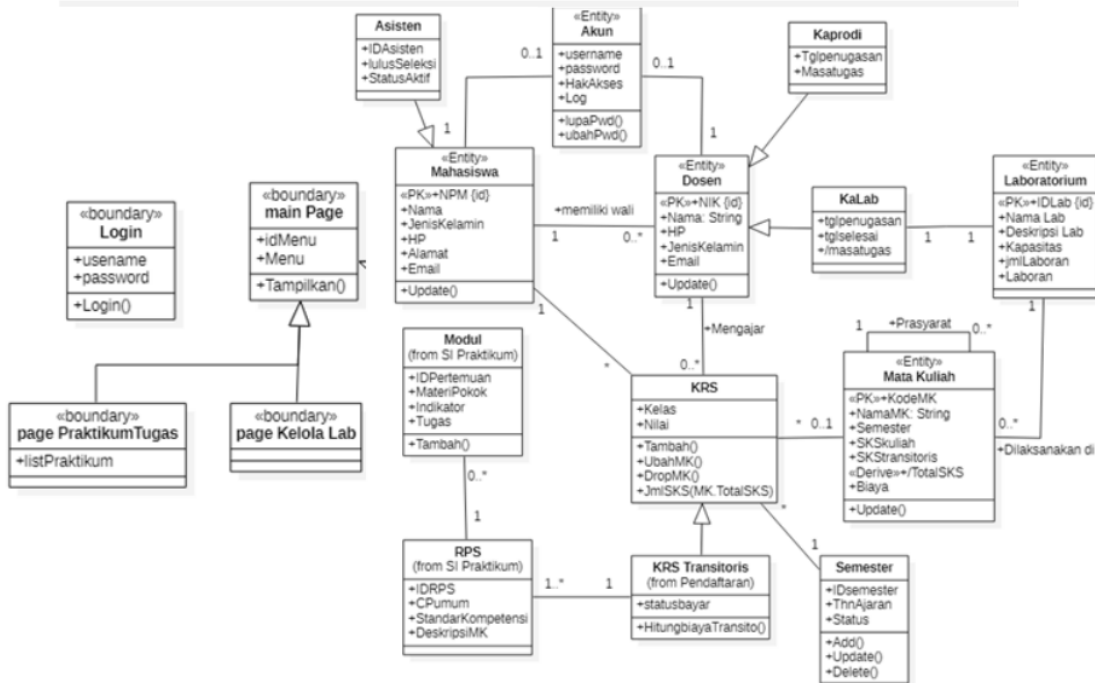 Asisten
+IDAsisten
+lulusSeleksi
+StatusAktif
«Entity»
Akun
+username
+password
+HakAkses
+Log
+lupaPwd()
+ubahPwd()
Kaprodi
+Tglpenugasan
+Masatugas
0..1
0..1
1
1
«Entity»
Mahasiswa
«PK»+NPM {id}
+Nama
+JenisKelamin
+HP
+Alamat
+Email
+Update()
+memiliki wali
1
0..*
«Entity»
Dosen
«PK»+NIK {id}
+Nama: String
+HP
+JenisKelamin
+Email
+Update()
KaLab
+tglpenugasan
+tglselesai
+/masatugas
1
1
«Entity»
Laboratorium
«PK»+IDLab {id}
+Nama Lab
+Deskripsi Lab
+Kapasitas
+jmlLaboran
+Laboran
«boundary»
Login
+usename
+password
+Login()
«boundary»
main Page
+idMenu
+Menu
+Tampilkan()
1
*
1
+Mengajar
0..*
1
+Prasyarat
0..*
1
Modul
(from SI Praktikum)
+IDPertemuan
+MateriPokok
+Indikator
+Tugas
+Tambah()
KRS
+Kelas
+Nilai
+Tambah()
+UbahMK()
+DropMK()
+JmlSKS(MK.TotalSKS)
*
0..1
«Entity»
Mata Kuliah
«PK»+KodeMK
+NamaMK: String
+Semester
+SKSkuliah
+SKStransitoris
«Derive»+/TotalSKS
+Biaya
+Update()
0..*
+Dilaksanakan di
«boundary»
page PraktikumTugas
+listPraktikum
«boundary»
page Kelola Lab
0..*
1
*
1
RPS
(from SI Praktikum)
+IDRPS
+CPumum
+StandarKompetensi
+DeskripsiMK
1..*
1
KRS Transitoris
(from Pendaftaran)
+statusbayar
+HitungbiayaTransito()
Semester
+IDsemester
+ThnAjaran
+Status
+Add()
+Update()
+Delete()